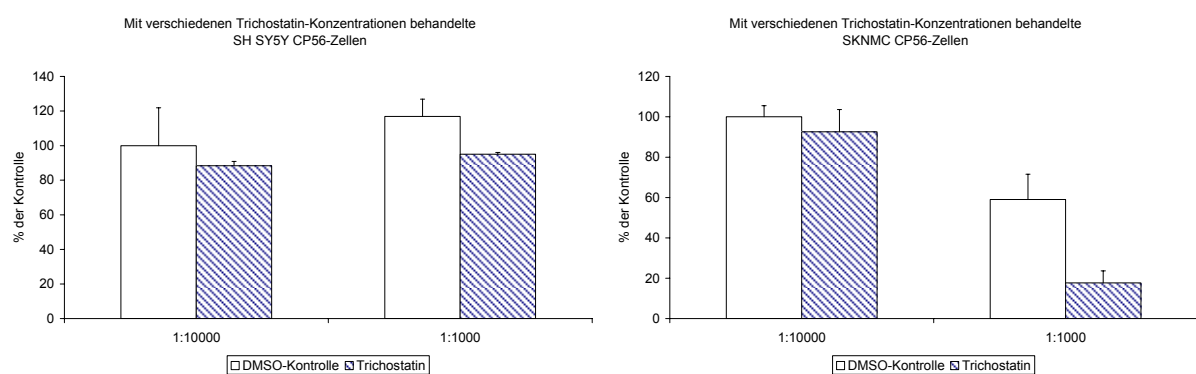 Mit verschiedenen Trichostatin-Konzentrationen behandelte
SH SY5Y CP56-Zellen
140
120
100
80
60
40
20
0
% der Kontrolle
1:10000
1:1000
DMSO-Kontrolle
Trichostatin
Mit verschiedenen Trichostatin-Konzentrationen behandelte
SKNMC CP56-Zellen
120
100
80
60
40
20
0
% der Kontrolle
1:10000
1:1000
DMSO-Kontrolle
Trichostatin